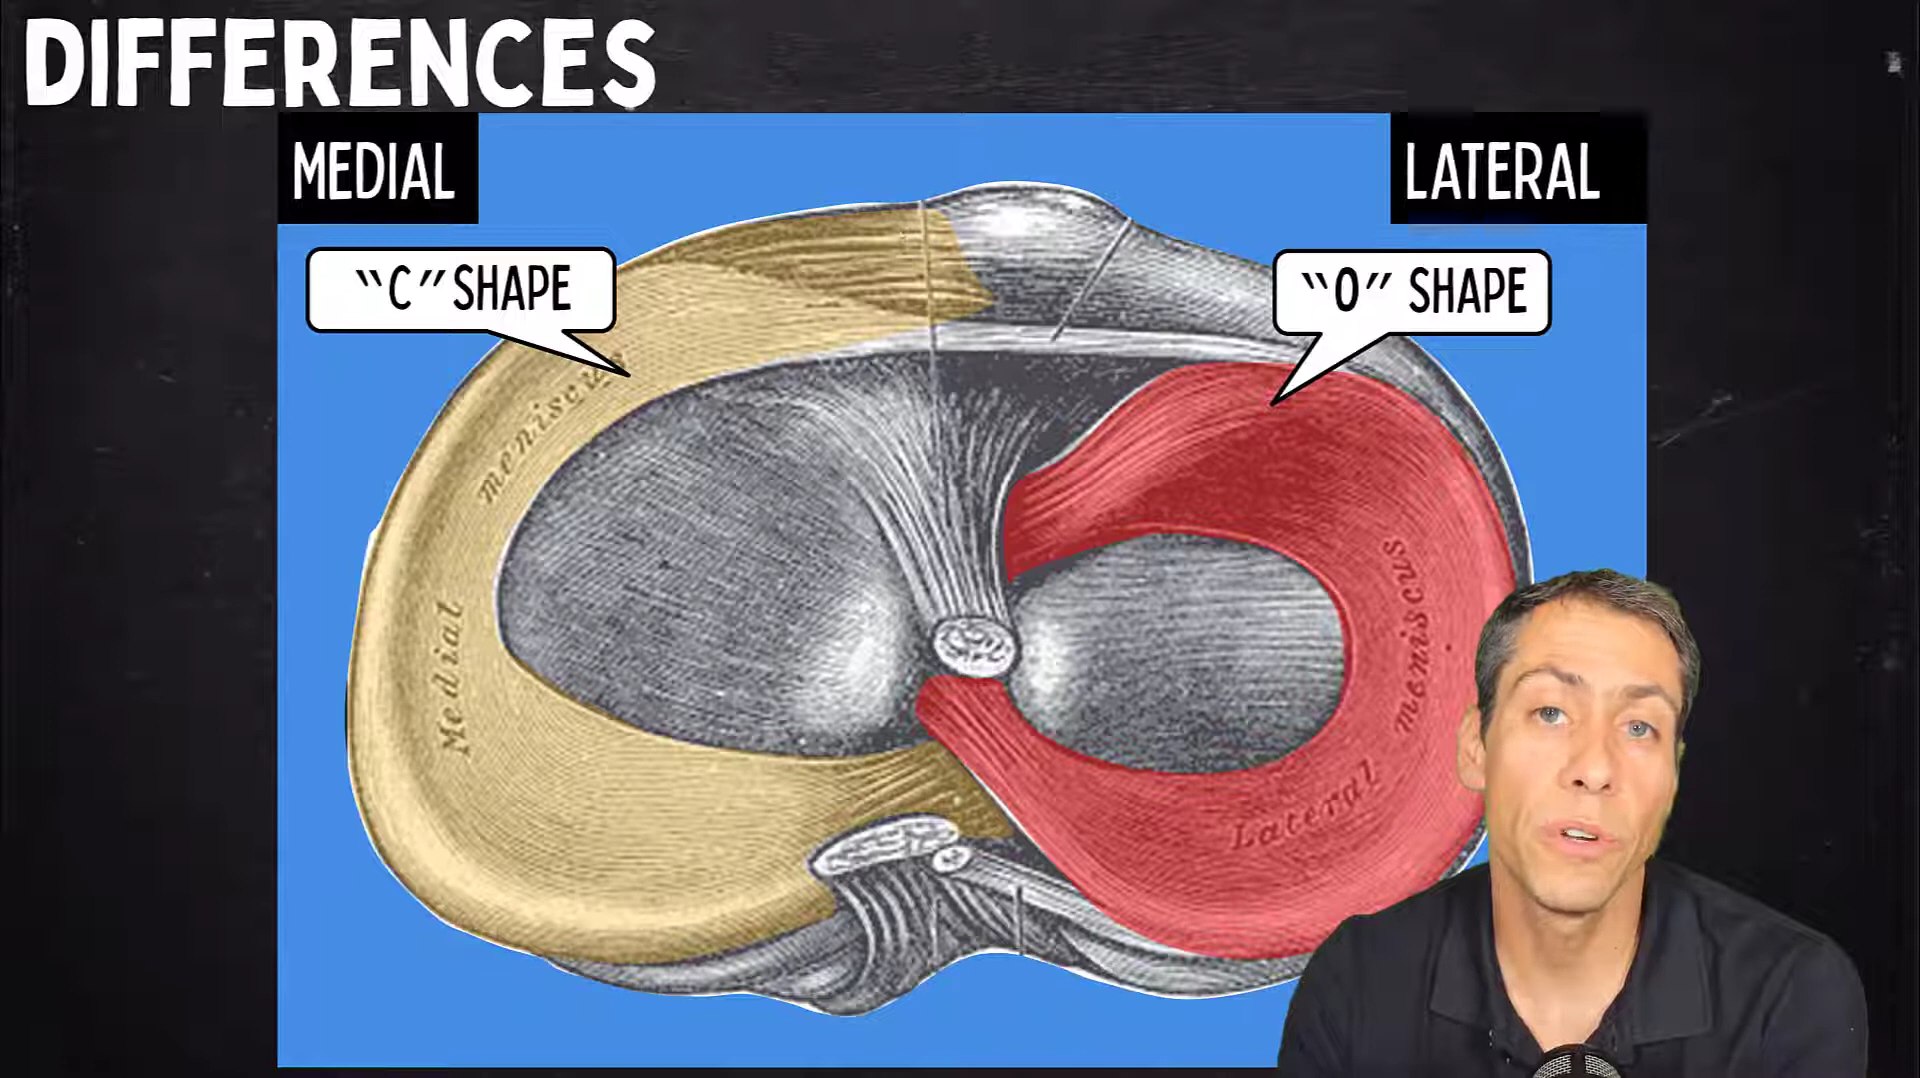 DIFFERENCES
MEDIAL
LATERAL
“C” SHAPE
“O” SHAPE
Medial meniscus
Lateral meniscus